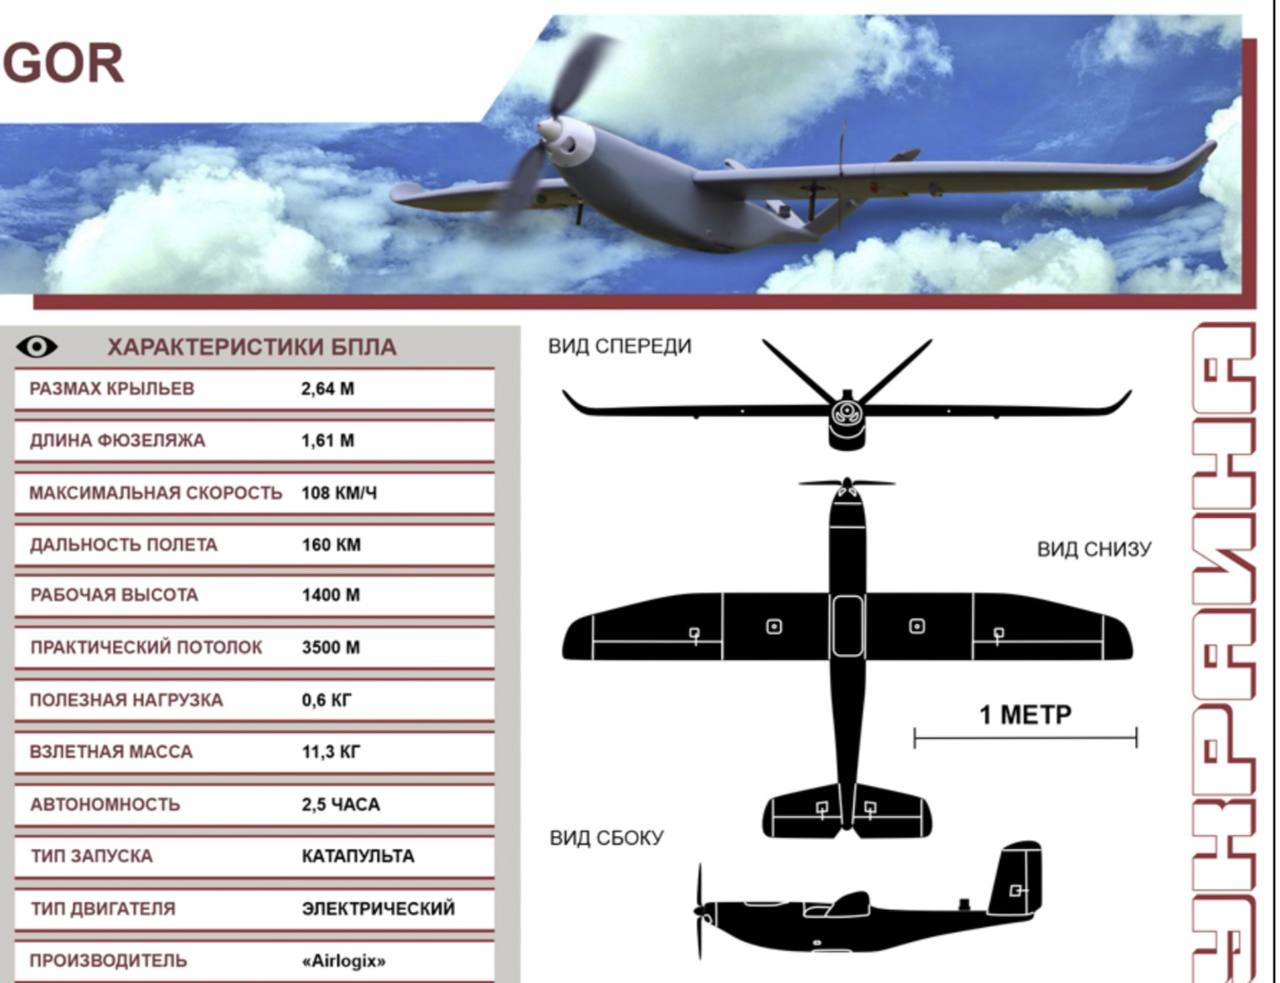 GOR
ХАРАКТЕРИСТИКИ БПЛА
РАЗМАХ КРЫЛЬЕВ 2,64 М
ДЛИНА ФЮЗЕЛЯЖА 1,61 М
МАКСИМАЛЬНАЯ СКОРОСТЬ 108 КМ/Ч
ДАЛЬНОСТЬ ПОЛЕТА 160 КМ
РАБОЧАЯ ВЫСОТА 1400 М
ПРАКТИЧЕСКИЙ ПОТОЛОК 3500 М
ПОЛЕЗНАЯ НАГРУЗКА 0,6 КГ
ВЗЛЕТНАЯ МАССА 11,3 КГ
АВТОНОМНОСТЬ 2,5 ЧАСА
ТИП ЗАПУСКА КАТАПУЛЬТА
ТИП ДВИГАТЕЛЯ ЭЛЕКТРИЧЕСКИЙ
ПРОИЗВОДИТЕЛЬ «Airlogix»
ВИД СПЕРЕДИ
ВИД СНИЗУ
1 МЕТР
ВИД СБОКУ
УКРАИНА